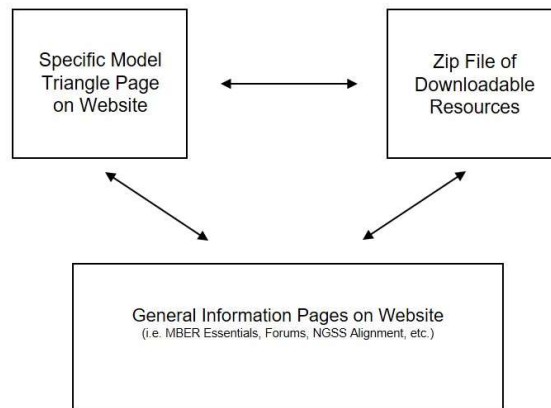 Specific Model
Triangle Page
on Website
Zip File of
Downloadable
Resources
General Information Pages on Website
(i.e. MBER Essentials, Forums, NGSS Alignment, etc.)